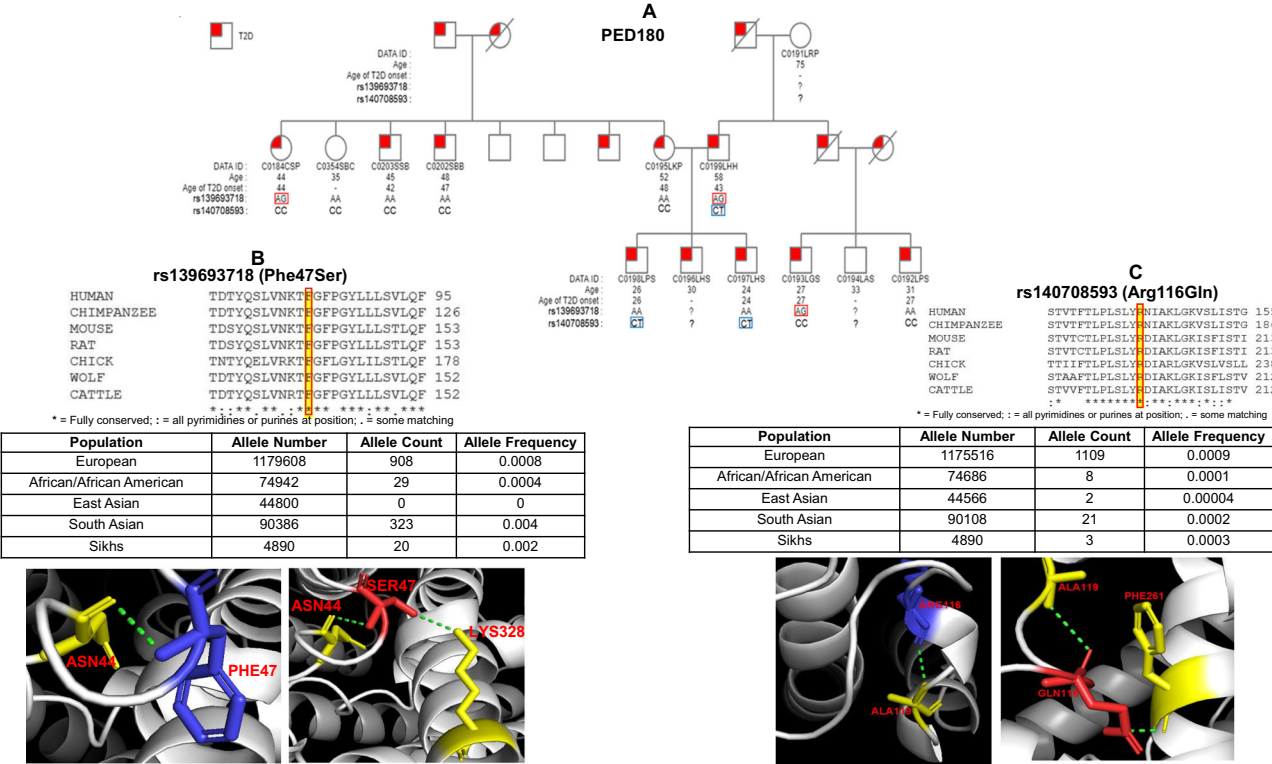 A
PED180
T2D
DATA ID :
Age :
Age of T2D onset :
rs139693718 :
rs140708593 :
C0191LRP
75
-
?
?
DATA ID : C0184CSP C0354SBC C0203SSB C0202SBB C0195LKP C0199LHH
Age : 44 35 45 48 52 58
Age of T2D onset : 44 - 42 47 48 43
rs139693718 : AG AA AA AA AA AG
rs140708593 : CC CC CC CC CC CT
DATA ID : C0198LPS C0196LHS C0197LHS C0193LGS C0194LAS C0192LPS
Age : 26 30 24 27 33 31
Age of T2D onset : 26 - 24 27 - 27
rs139693718 : AA ? AA AG ? AA
rs140708593 : CT ? CT CC ? CC
B
rs139693718 (Phe47Ser)
HUMAN TDTYQSLVNKTFGFPGYLLLSVLQF 95
CHIMPANZEE TDTYQSLVNKTFGFPGYLLLSVLQF 126
MOUSE TDSYQSLVNKTFGFPGYLLLSTLQF 153
RAT TDSYQSLVNKTFGFPGYLLLSTLQF 153
CHICK TNTYQELVRKTFGFLGYLILSVLQF 178
WOLF TDTYQSLVNKTFGFPGYLLLSVLQF 152
CATTLE TDTYQSLVNRTFGFPGYLLLSVLQF 152
* = Fully conserved; : = all pyrimidines or purines at position; . = some matching
Population Allele Number Allele Count Allele Frequency
European 1179608 908 0.0008
African/African American 74942 29 0.0004
East Asian 44800 0 0
South Asian 90386 323 0.004
Sikhs 4890 20 0.002
ASN44
PHE47
ASN44
SER47
LYS328
C
rs140708593 (Arg116Gln)
HUMAN STVTFTLPLSLYRNIAKLGKVSLISTG 15
CHIMPANZEE STVTFTLPLSLYRNIAKLGKVSLISTG 18
MOUSE STVTCTLPLSLYRDIAKLGKISFISTI 21
RAT STVTCTLPLSLYRDIAKLGKISFISTI 21
CHICK TTIIFTLPLSLYRDIARLGKVSLVSLL 23
WOLF STAAFTLPLSLYRDIAKLGKISFLSTV 21
CATTLE STVVFTLPLSLYRDIAKLGKISLISTV 21
* = Fully conserved; : = all pyrimidines or purines at position; . = some matching
Population Allele Number Allele Count Allele Frequency
European 1175516 1109 0.0009
African/African American 74686 8 0.0001
East Asian 44566 2 0.00004
South Asian 90108 21 0.0002
Sikhs 4890 3 0.0003
ARG116
ALA119
ALA119
PHE261